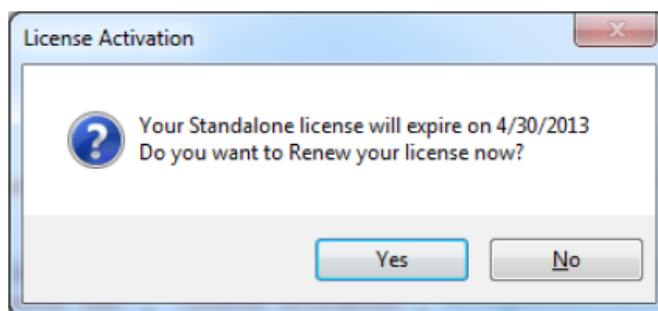 License Activation
Your Standalone license will expire on 4/30/2013
Do you want to Renew your license now?
Yes
No